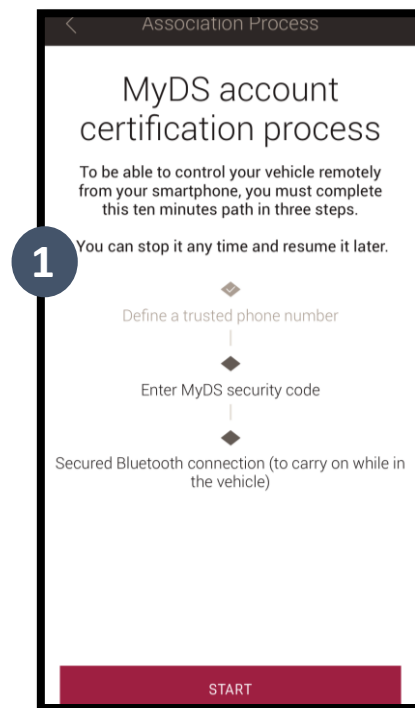 Association Process
MyDS account
certification process
To be able to control your vehicle remotely
from your smartphone, you must complete
this ten minutes path in three steps.
You can stop it any time and resume it later.
1
Define a trusted phone number
Enter MyDS security code
Secured Bluetooth connection (to carry on while in
the vehicle)
START